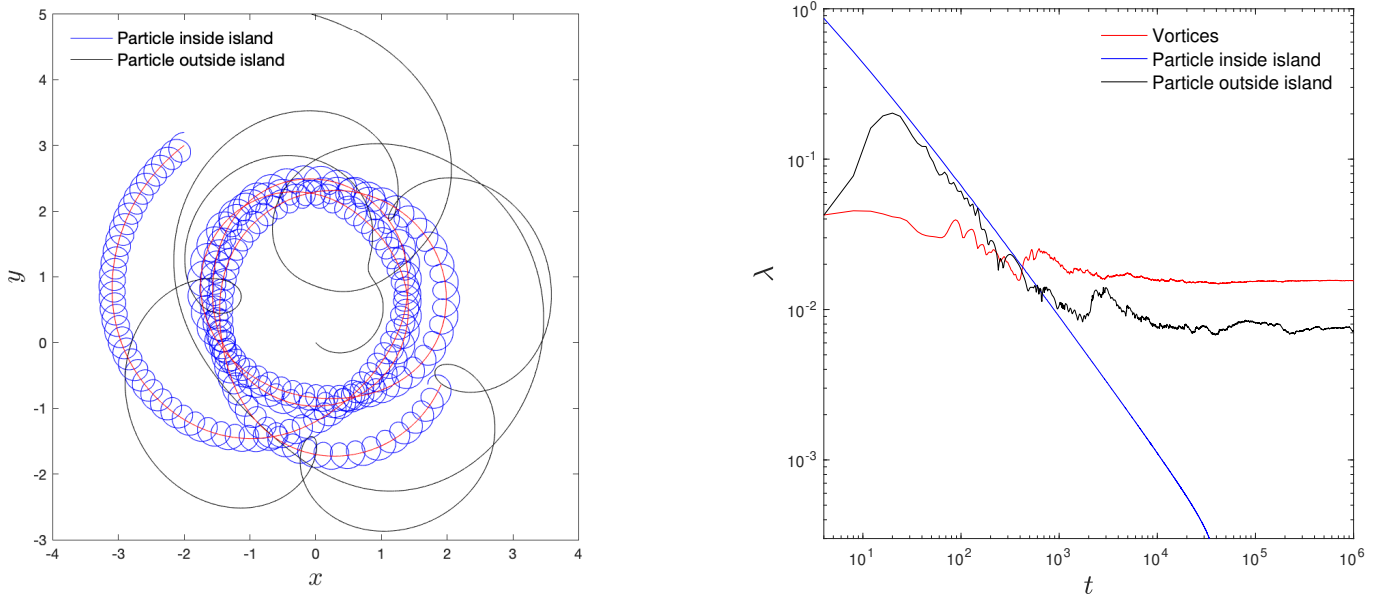 Particle inside island
Particle outside island
5
4
3
2
1
0
-1
-2
-3
-4 -3 -2 -1 0 1 2 3 4
x
y
Vortices
Particle inside island
Particle outside island
10^0
10^-1
10^-2
10^-3
10^1 10^2 10^3 10^4 10^5 10^6
t
λ